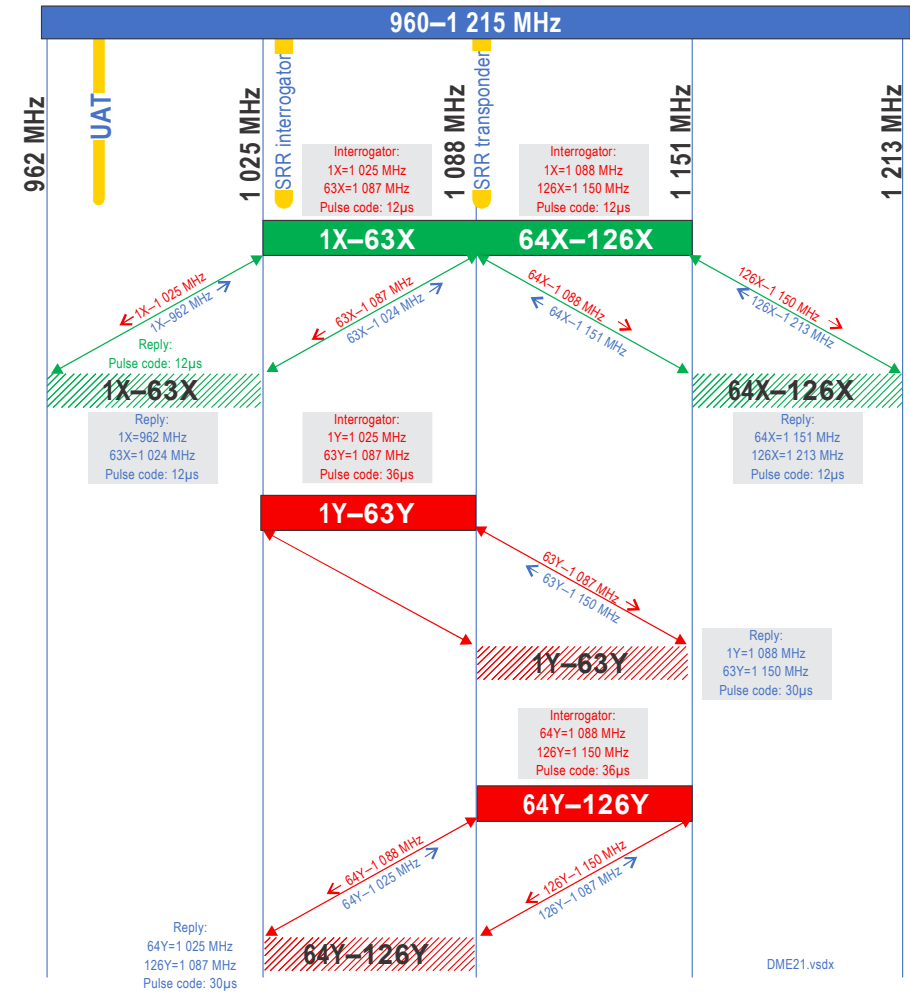 960–1 215 MHz
962 MHz
UAT
1 025 MHz
SRR interrogator
1 088 MHz
SRR transponder
1 151 MHz
1 213 MHz
Interrogator:
1X=1 025 MHz
63X=1 087 MHz
Pulse code: 12µs
Interrogator:
1X=1 088 MHz
126X=1 150 MHz
Pulse code: 12µs
1X–63X
64X–126X
1X–1 025 MHz
1X–962 MHz
63X–1 087 MHz
63X–1 024 MHz
64X–1 088 MHz
64X–1 151 MHz
126X–1 150 MHz
126X–1 213 MHz
Reply:
Pulse code: 12µs
1X–63X
64X–126X
Reply:
1X=962 MHz
63X=1 024 MHz
Pulse code: 12µs
Interrogator:
1Y=1 025 MHz
63Y=1 087 MHz
Pulse code: 36µs
Reply:
64X=1 151 MHz
126X=1 213 MHz
Pulse code: 12µs
1Y–63Y
63Y–1 087 MHz
63Y–1 150 MHz
1Y–63Y
Reply:
1Y=1 088 MHz
63Y=1 150 MHz
Pulse code: 30µs
Interrogator:
64Y=1 088 MHz
126Y=1 150 MHz
Pulse code: 36µs
64Y–126Y
64Y–1 088 MHz
64Y–1 025 MHz
126Y–1 150 MHz
126Y–1 087 MHz
Reply:
64Y=1 025 MHz
126Y=1 087 MHz
Pulse code: 30µs
64Y–126Y
DME21.vsdx